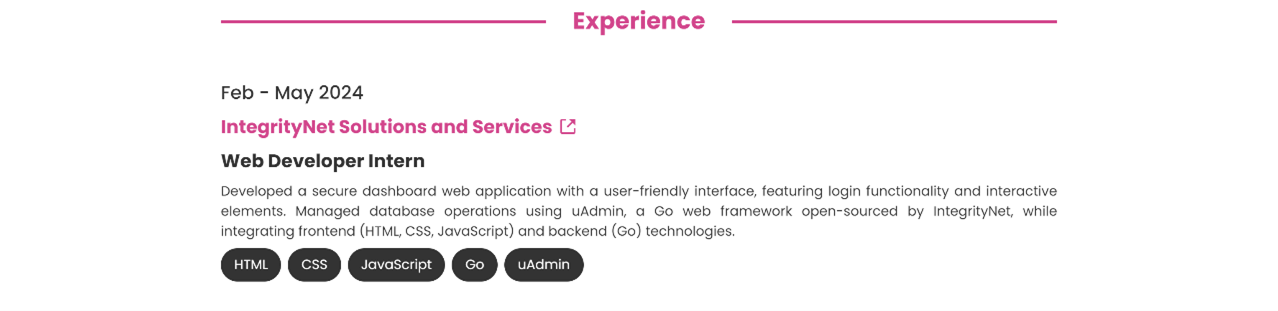 Experience
Feb - May 2024
IntegrityNet Solutions and Services
Web Developer Intern
Developed a secure dashboard web application with a user-friendly interface, featuring login functionality and interactive
elements. Managed database operations using uAdmin, a Go web framework open-sourced by IntegrityNet, while
integrating frontend (HTML, CSS, JavaScript) and backend (Go) technologies.
HTML CSS JavaScript Go uAdmin